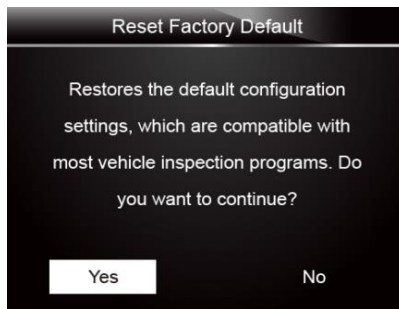 Reset Factory Default
Restores the default configuration
settings, which are compatible with
most vehicle inspection programs. Do
you want to continue?
Yes
No